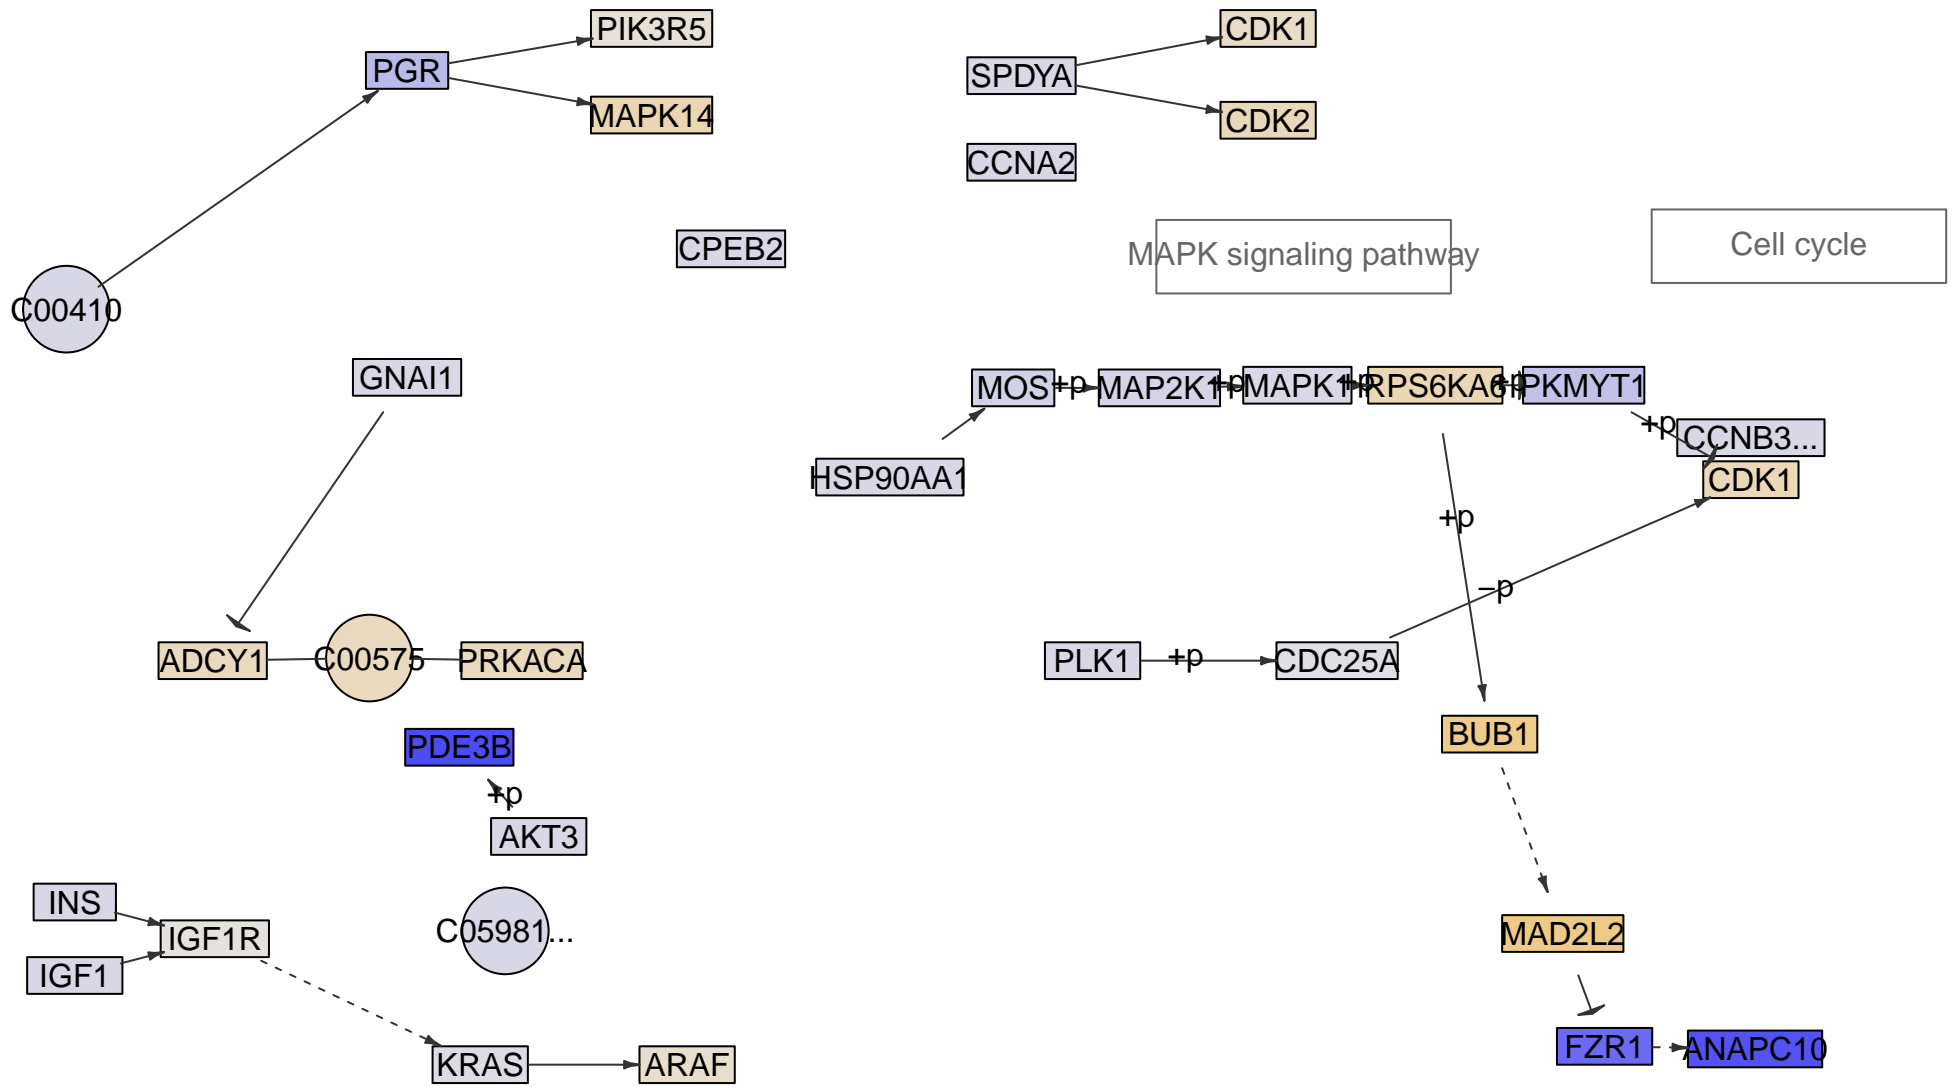 PIK3R5
CDK1
PGR
SPDYA
MAPK14
CDK2
CCNA2
CPEB2
MAPK signaling pathway
Cell cycle
C00410
GNAI1
MOS
+p
MAP2K1
+p
MAPK1
+p
RPS6KA6
+p
PKMYT1
+p
CCNB3...
HSP90AA1
CDK1
+p
−p
ADCY1
C00575
PRKACA
PLK1
+p
CDC25A
PDE3B
BUB1
+p
AKT3
INS
IGF1R
C05981...
MAD2L2
IGF1
KRAS
ARAF
FZR1
ANAPC10